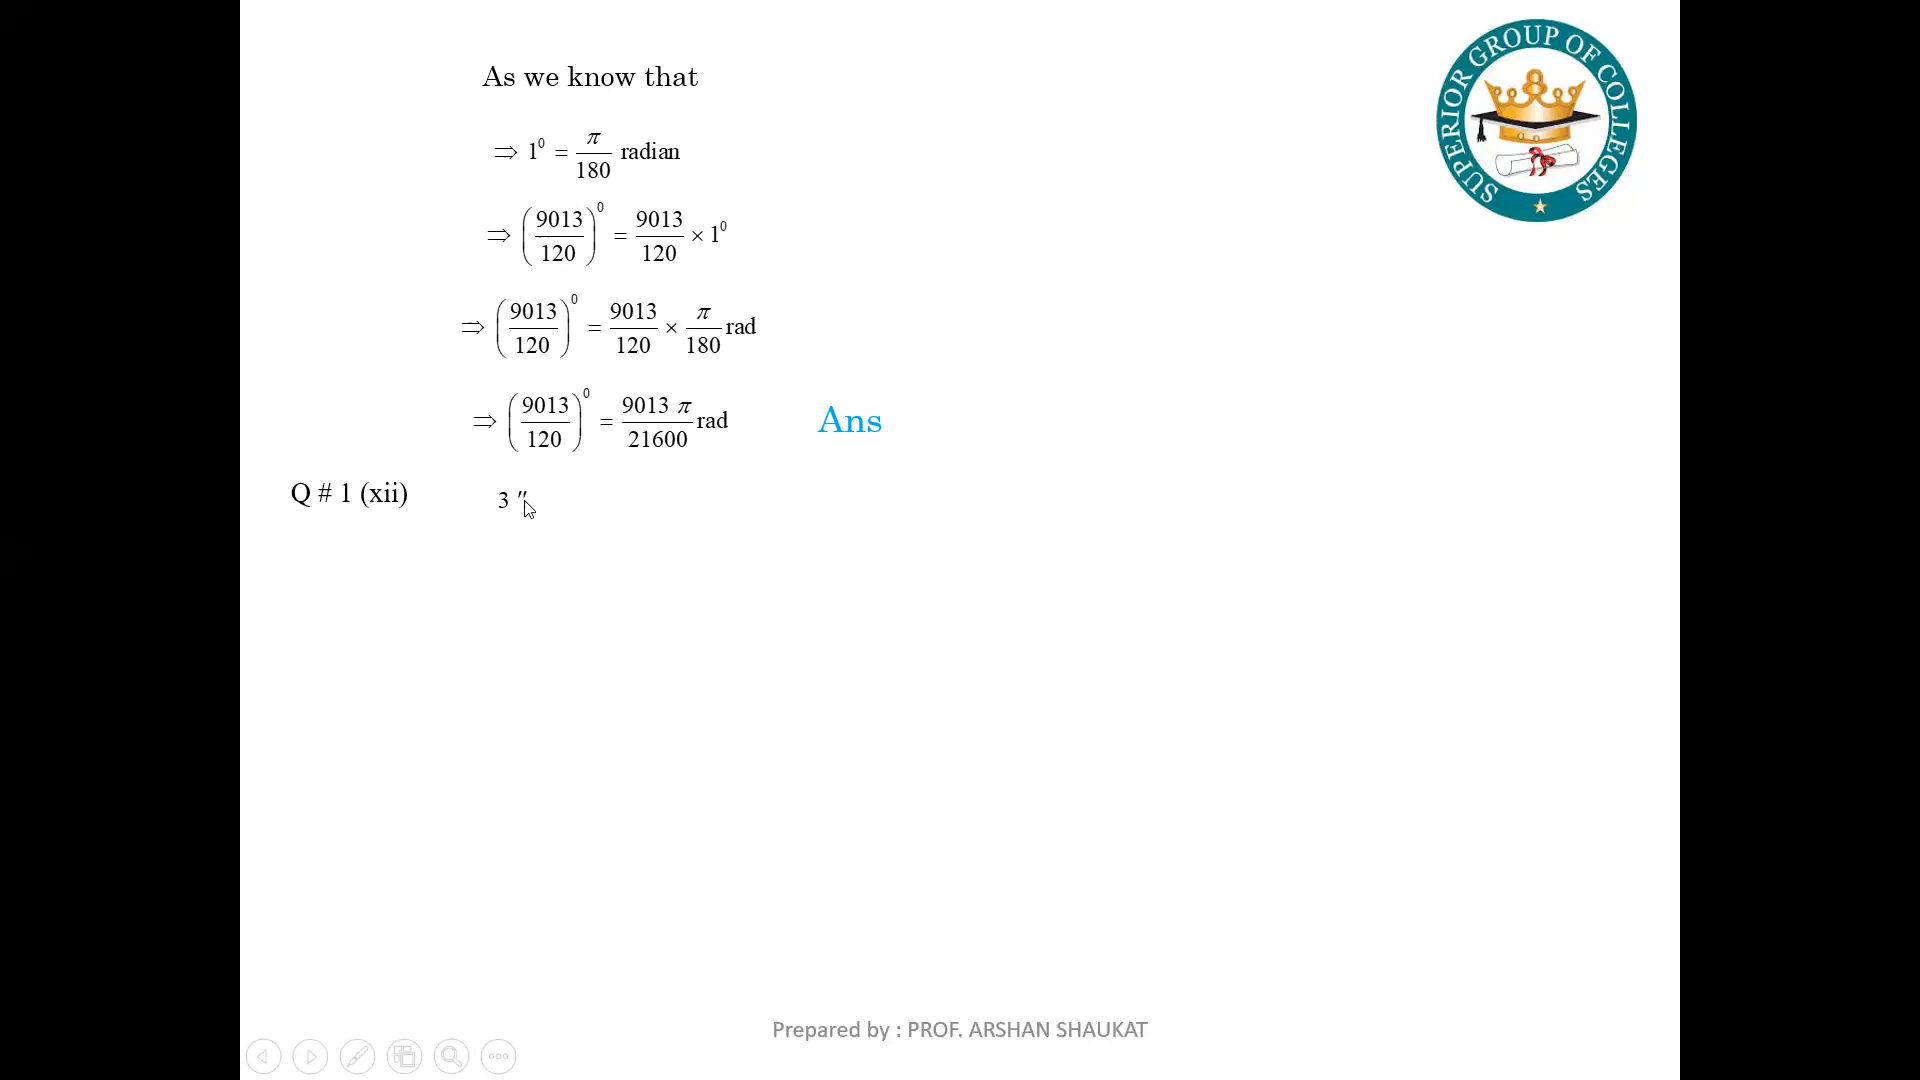 As we know that
⇒ 1⁰ = π/180 radian
⇒ (9013/120)⁰ = 9013/120 × 1⁰
⇒ (9013/120)⁰ = 9013/120 × π/180 rad
⇒ (9013/120)⁰ = 9013 π/21600 rad Ans
Q # 1 (xii) 3 ″
SUPERIOR GROUP OF COLLEGES
Prepared by : PROF. ARSHAN SHAUKAT